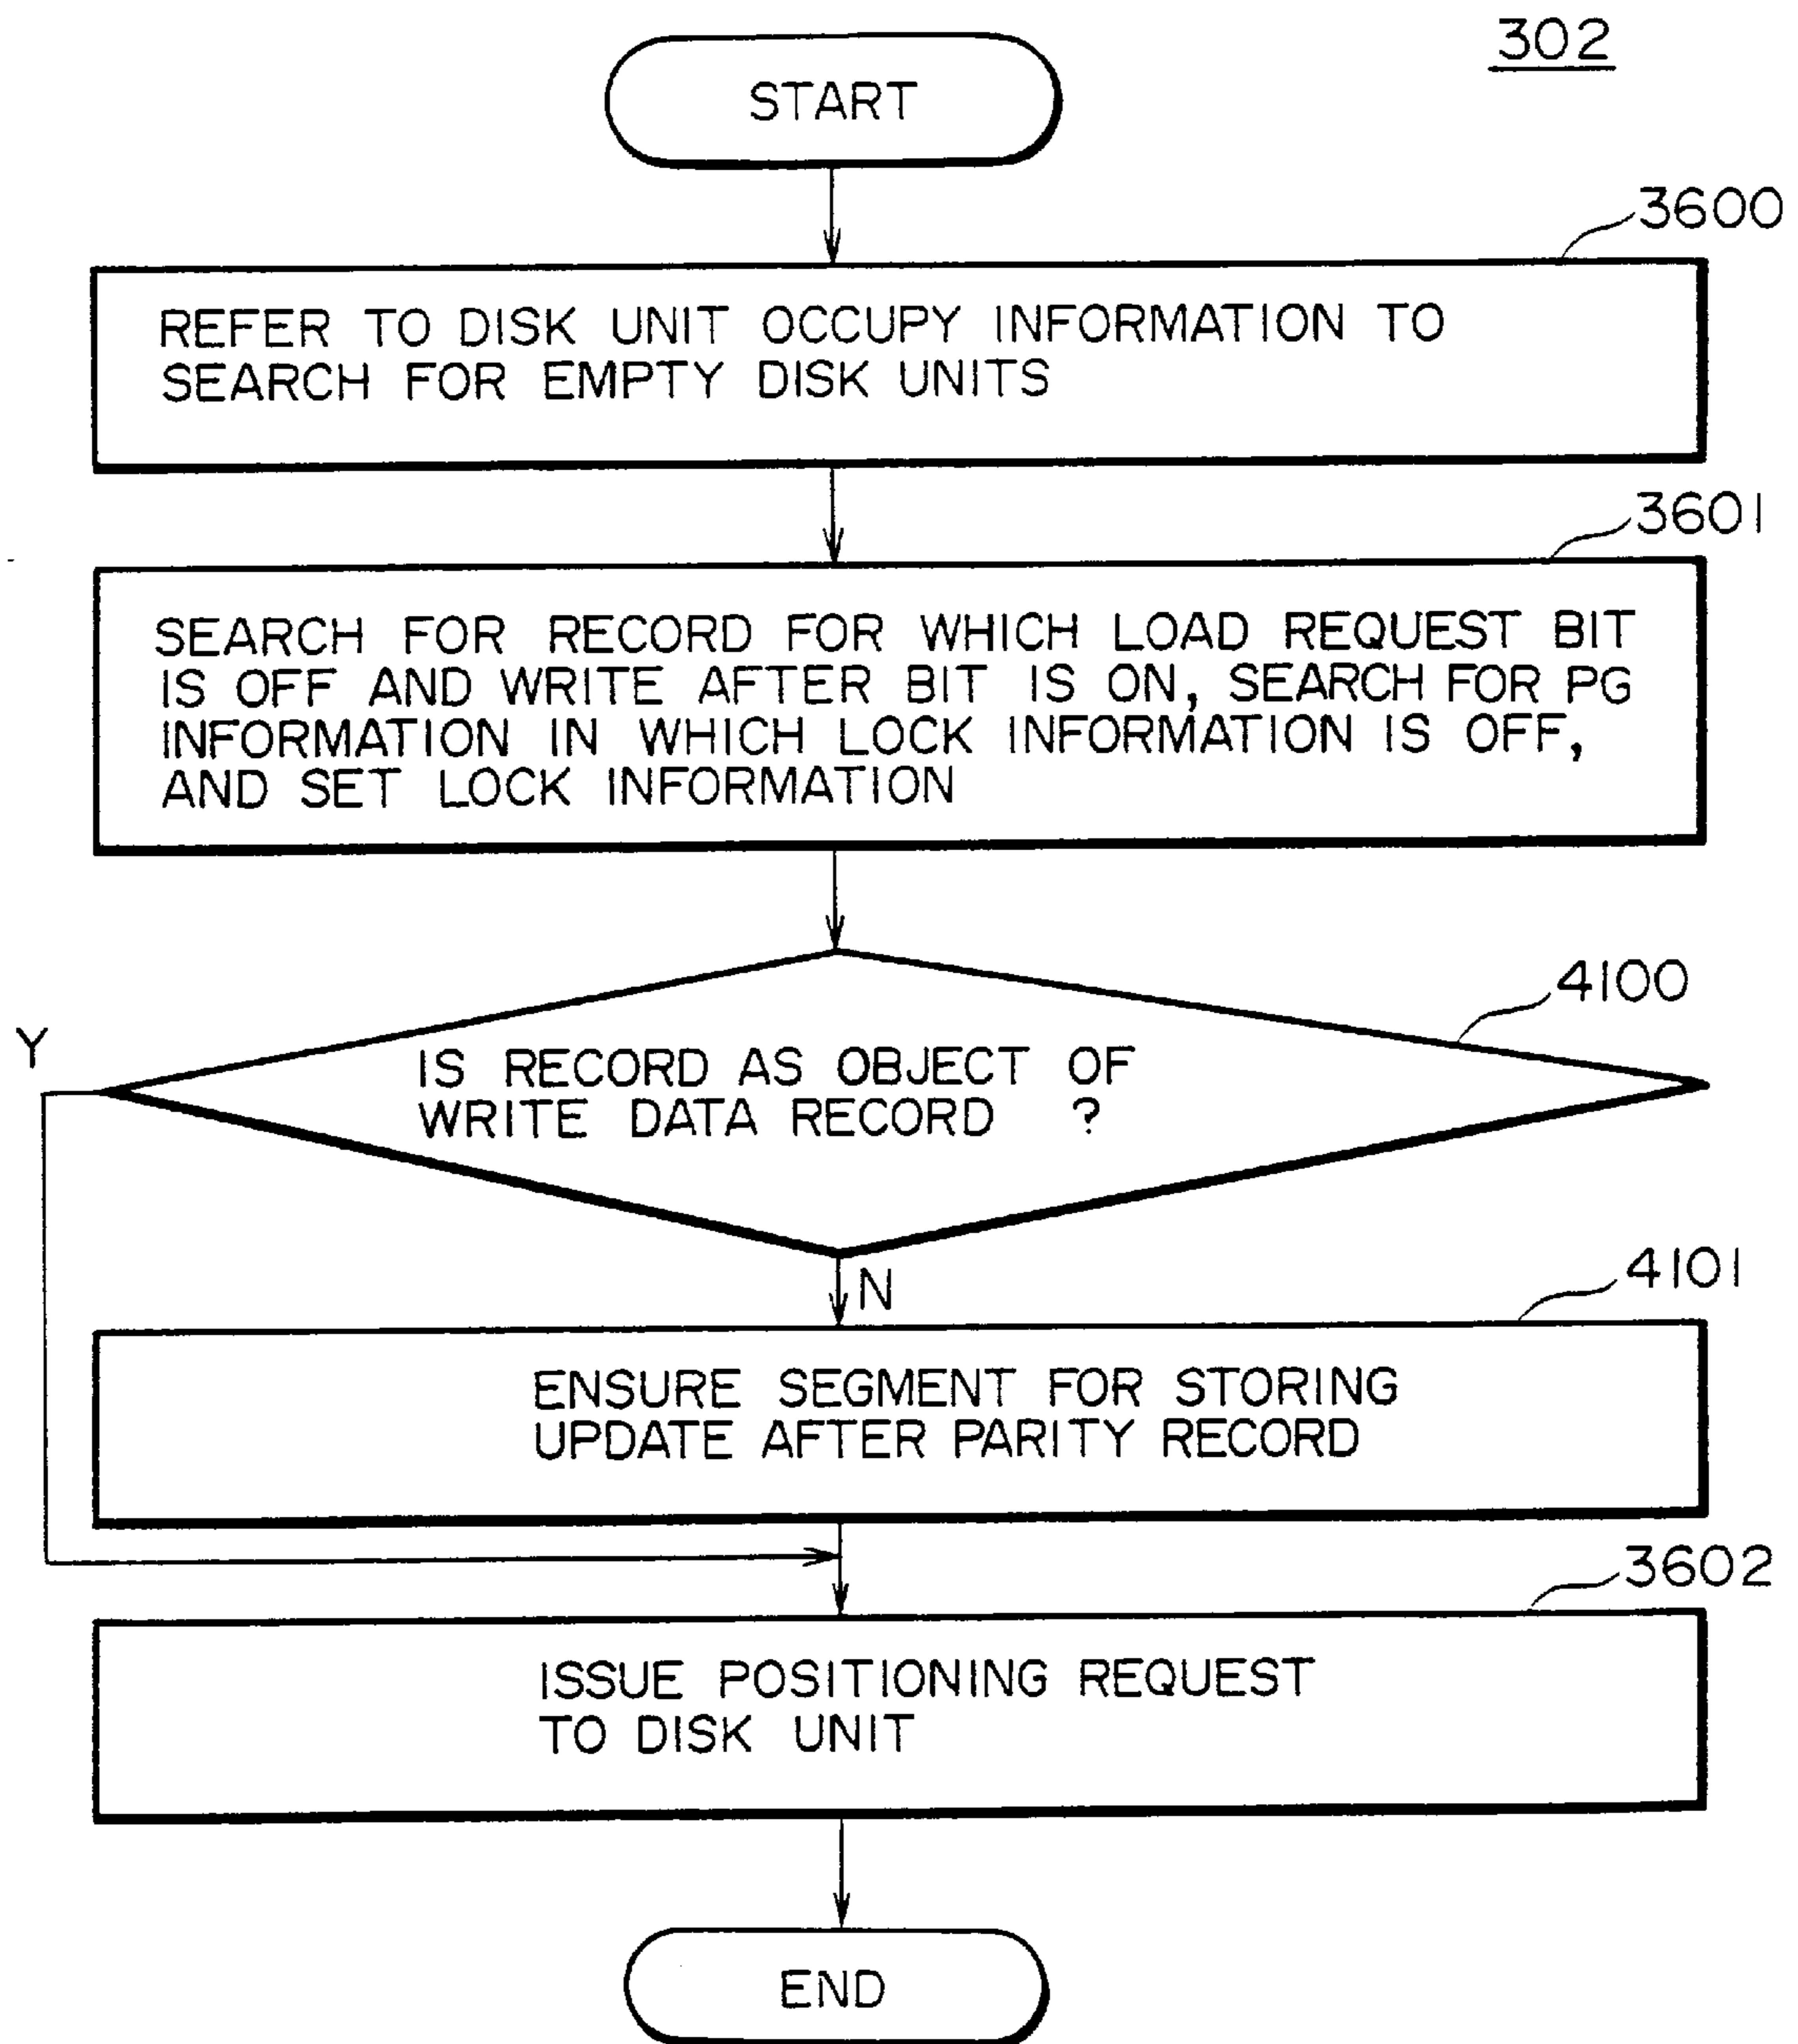 302
START
3600
REFER TO DISK UNIT OCCUPY INFORMATION TO
SEARCH FOR EMPTY DISK UNITS
3601
SEARCH FOR RECORD FOR WHICH LOAD REQUEST BIT
IS OFF AND WRITE AFTER BIT IS ON, SEARCH FOR PG
INFORMATION IN WHICH LOCK INFORMATION IS OFF,
AND SET LOCK INFORMATION
4100
Y
IS RECORD AS OBJECT OF
WRITE DATA RECORD ?
N
4101
ENSURE SEGMENT FOR STORING
UPDATE AFTER PARITY RECORD
3602
ISSUE POSITIONING REQUEST
TO DISK UNIT
END